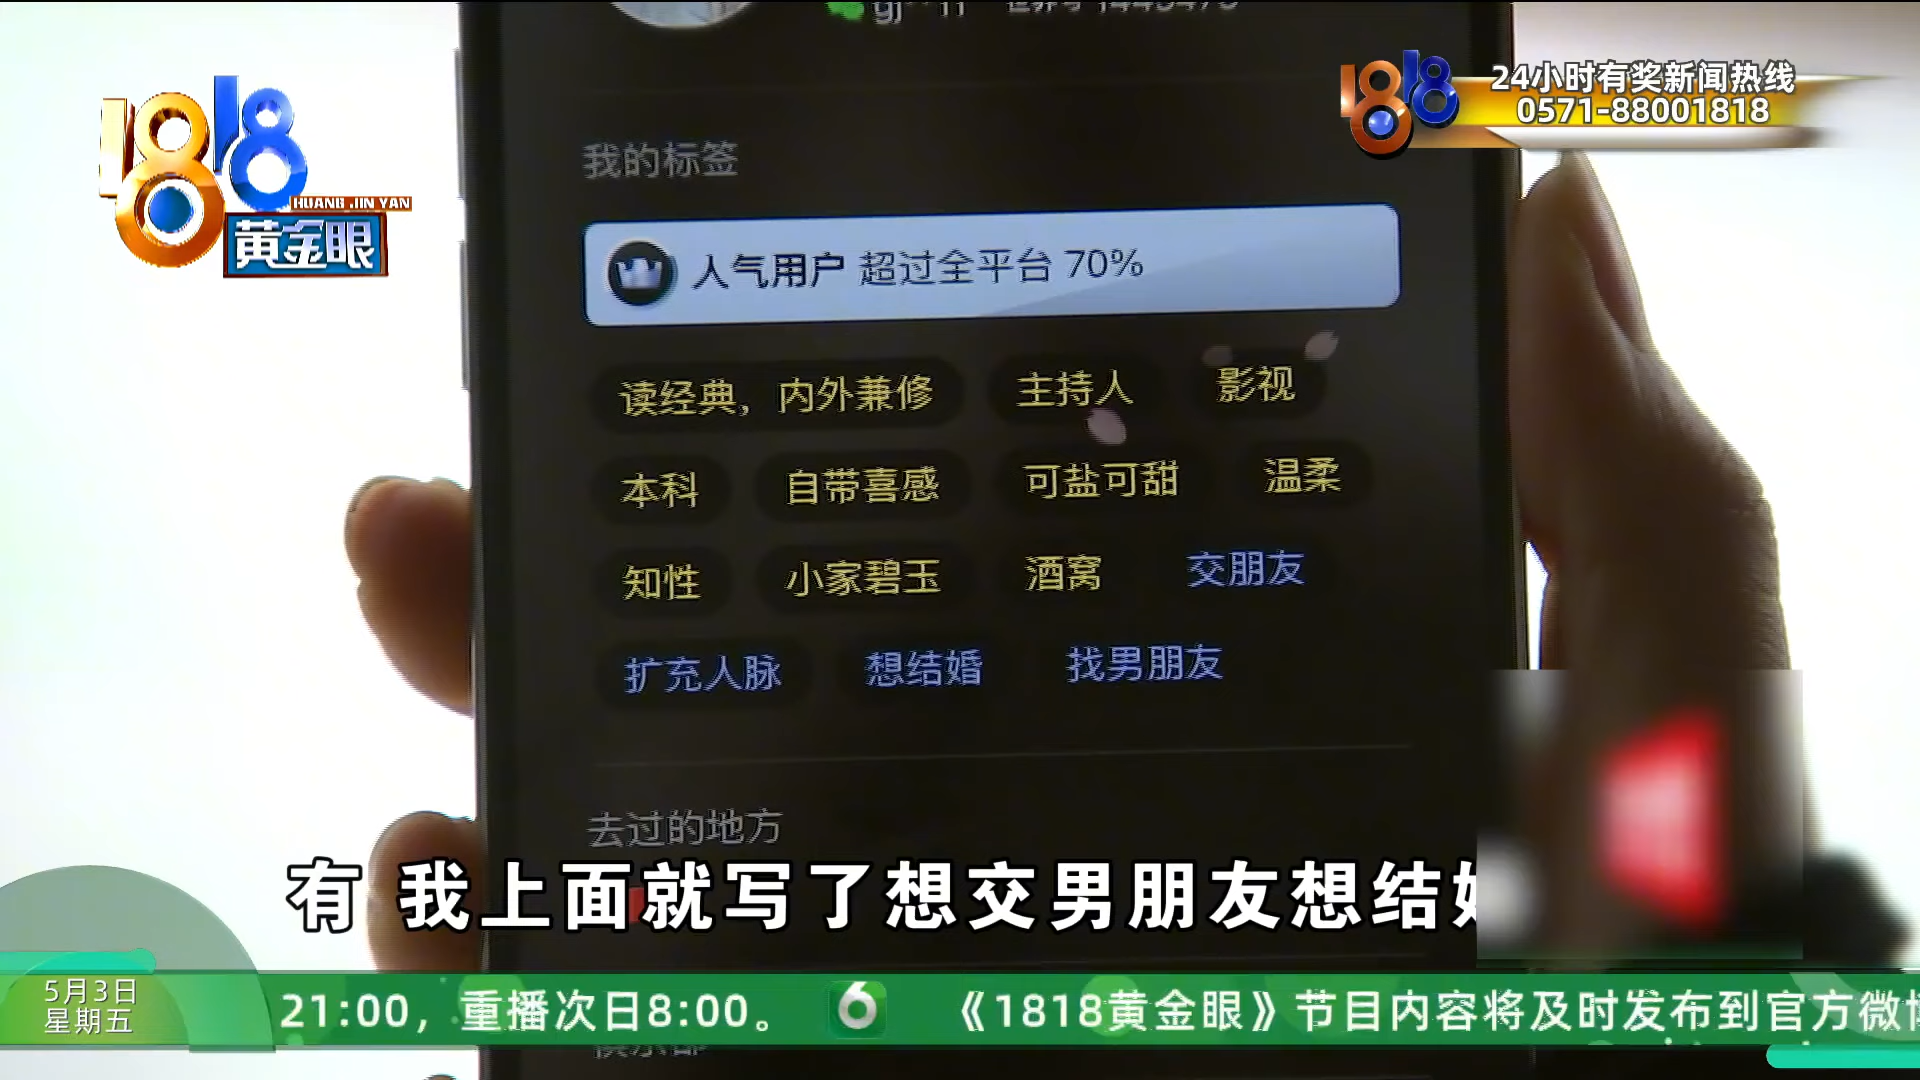 1818
HUANG JIN YAN
黄金眼
1818
24小时有奖新闻热线
0571-88001818
我的标签
人气用户 超过全平台 70%
读经典，内外兼修 主持人 影视
本科 自带喜感 可盐可甜 温柔
知性 小家碧玉 酒窝 交朋友
扩充人脉 想结婚 找男朋友
去过的地方
有 我上面就写了想交男朋友想结
5月3日
星期五
21:00，重播次日8:00。 6 《1818黄金眼》节目内容将及时发布到官方微